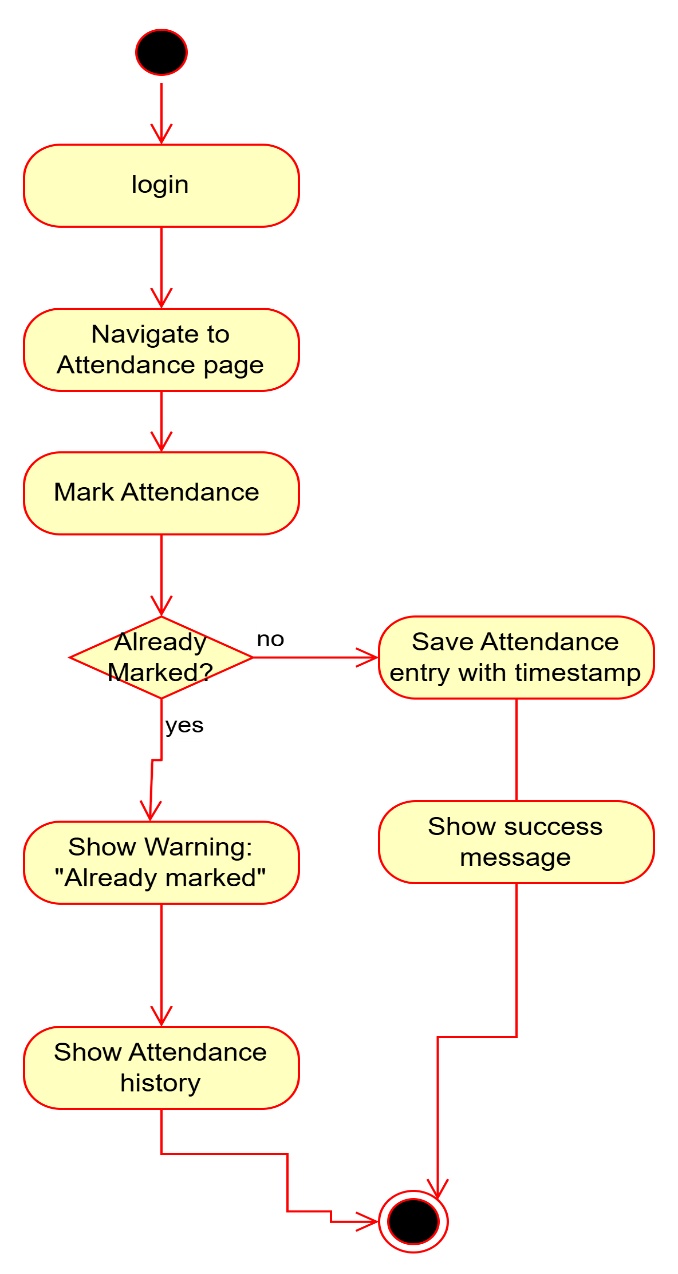 login
Navigate to
Attendance page
Mark Attendance
Already
Marked?
no
Save Attendance
entry with timestamp
yes
Show Warning:
"Already marked"
Show success
message
Show Attendance
history